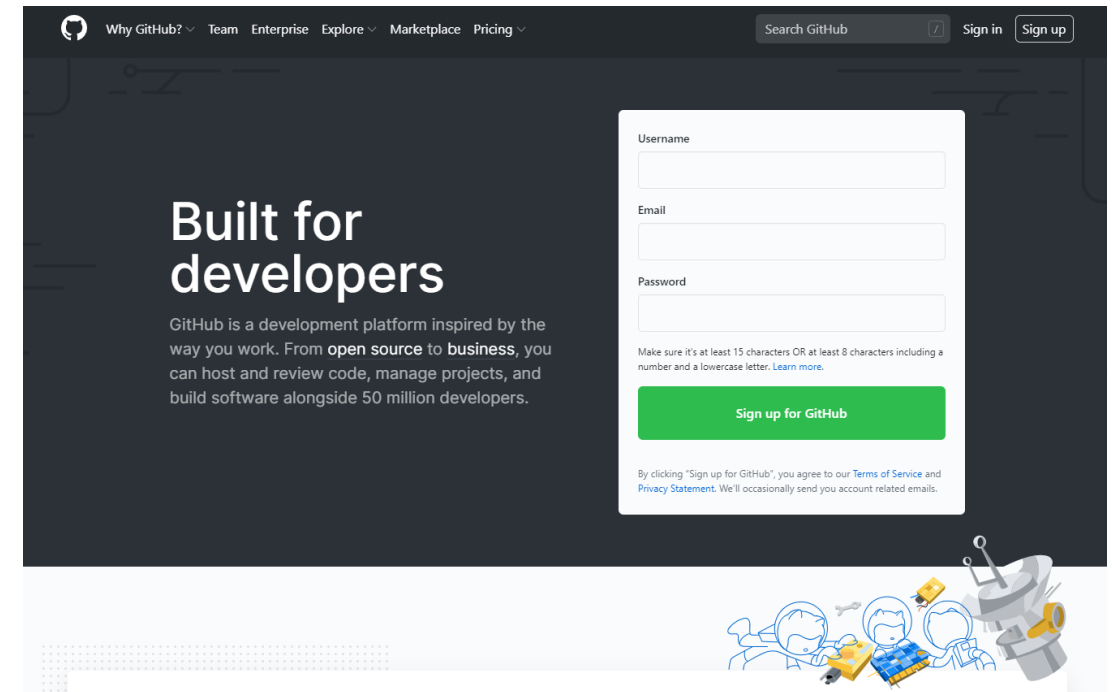 Why GitHub? Team Enterprise Explore Marketplace Pricing Search GitHub / Sign in Sign up
Built for
developers
GitHub is a development platform inspired by the
way you work. From open source to business, you
can host and review code, manage projects, and
build software alongside 50 million developers.
Username
Email
Password
Make sure it's at least 15 characters OR at least 8 characters including a
number and a lowercase letter. Learn more.
Sign up for GitHub
By clicking “Sign up for GitHub”, you agree to our Terms of Service and
Privacy Statement. We'll occasionally send you account related emails.